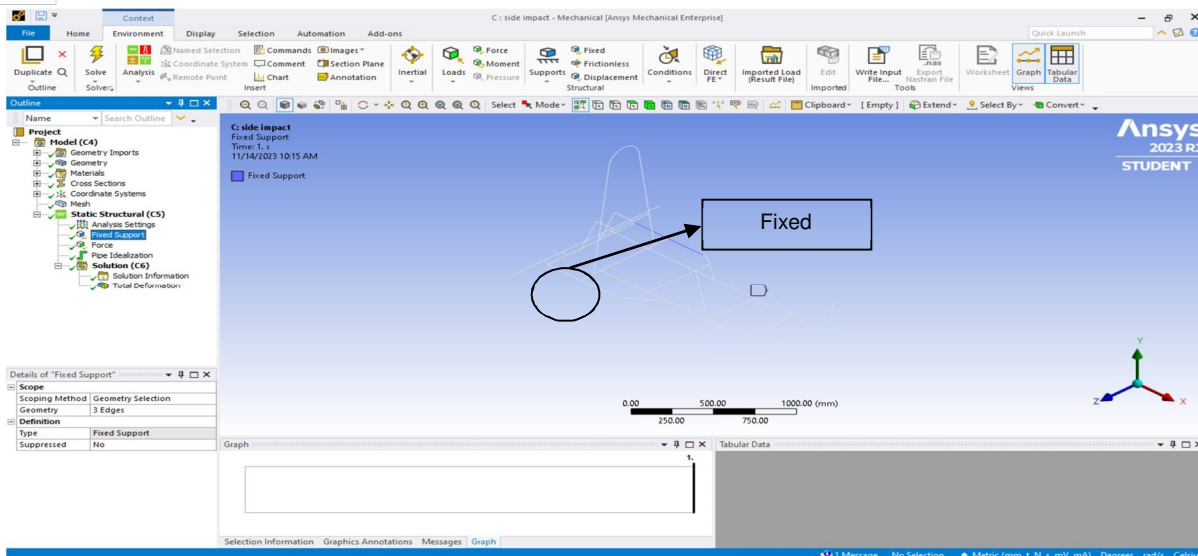 Context
C : side impact - Mechanical [Ansys Mechanical Enterprise]
File Home Environment Display Selection Automation Add-ons
Quick Launch
Duplicate Q Solve Analysis Named Selection Commands Images Inertial Loads Force Supports Fixed Conditions Direct FE Imported Load (Result File) Edit Write Input File... Export .nas Nastran File Worksheet Graph Tabular Data
Coordinate System Comment Section Plane Moment Frictionless
Remote Point Chart Annotation Pressure Displacement
Outline Solver Insert Structural Imported Tools Views
Outline
Select Mode Clipboard [ Empty ] Extend Select By Convert
Name Search Outline
Project
Model (C4)
Geometry Imports
Geometry
Materials
Cross Sections
Coordinate Systems
Mesh
Static Structural (C5)
Analysis Settings
Fixed Support
Force
Pipe Idealization
Solution (C6)
Solution Information
Total Deformation
C: side impact
Fixed Support
Time: 1. s
11/14/2023 10:15 AM
Fixed Support
Ansys
2023 R1
STUDENT
Fixed
Y
Z X
0.00 500.00 1000.00 (mm)
250.00 750.00
Details of "Fixed Support"
Scope
Scoping Method Geometry Selection
Geometry 3 Edges
Definition
Type Fixed Support
Suppressed No
Graph
1.
Tabular Data
Selection Information Graphics Annotations Messages Graph
1 Message No Selection Metric (mm, t, N, s, mV, mA) Degrees rad/s Celsiu